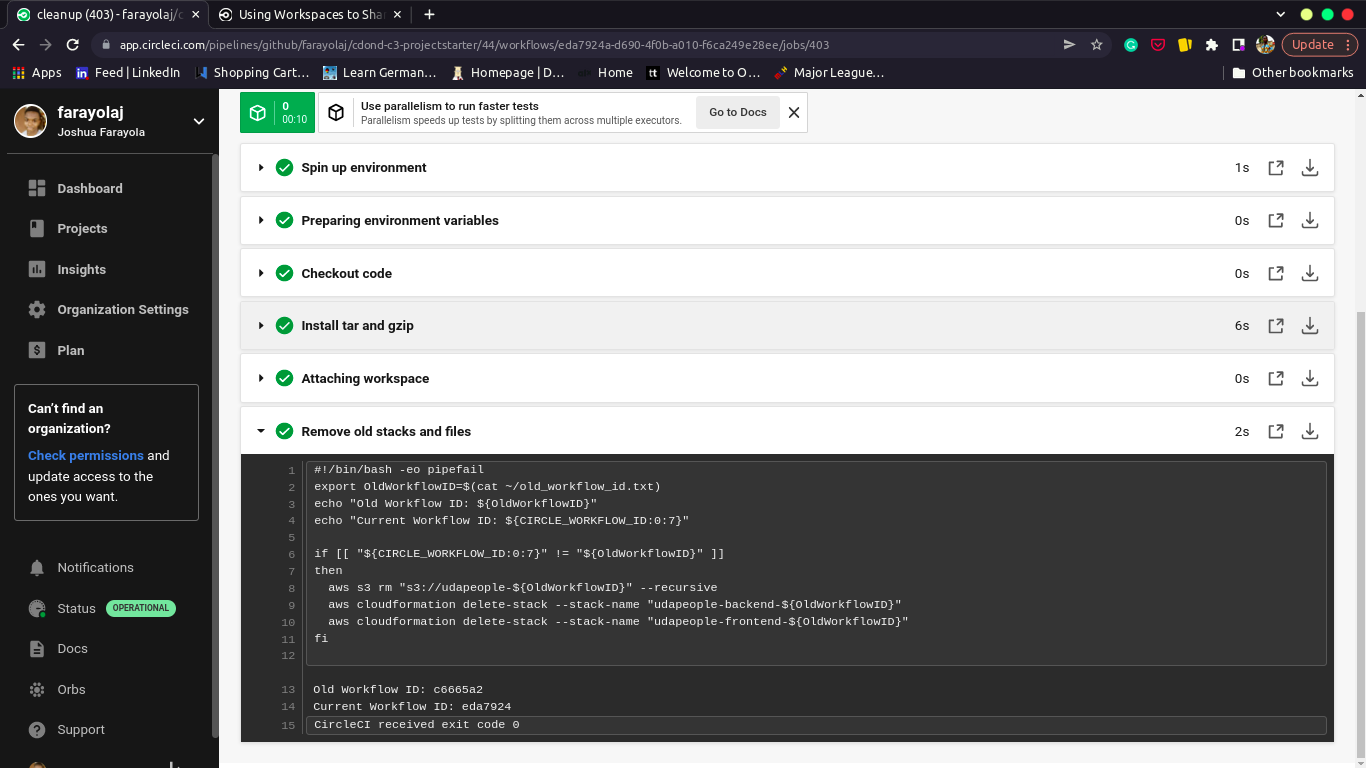 cleanup (403) - farayolaj/c
Using Workspaces to Shar
app.circleci.com/pipelines/github/farayolaj/cdond-c3-projectstarter/44/workflows/eda7924a-d690-4f0b-a010-f6ca249e28ee/jobs/403
Update
Apps
in Feed | LinkedIn
Shopping Cart...
Learn German...
Homepage | D...
Home
tt Welcome to O...
Major League...
Other bookmarks
farayolaj
Joshua Farayola
Dashboard
Projects
Insights
Organization Settings
Plan
Can't find an
organization?
Check permissions and
update access to the
ones you want.
Notifications
Status OPERATIONAL
Docs
Orbs
Support
0
00:10
Use parallelism to run faster tests
Parallelism speeds up tests by splitting them across multiple executors.
Go to Docs
Spin up environment 1s
Preparing environment variables 0s
Checkout code 0s
Install tar and gzip 6s
Attaching workspace 0s
Remove old stacks and files 2s
1 #!/bin/bash -eo pipefail
2 export OldWorkflowID=$(cat ~/old_workflow_id.txt)
3 echo "Old Workflow ID: ${OldWorkflowID}"
4 echo "Current Workflow ID: ${CIRCLE_WORKFLOW_ID:0:7}"
5
6 if [[ "${CIRCLE_WORKFLOW_ID:0:7}" != "${OldWorkflowID}" ]]
7 then
8   aws s3 rm "s3://udapeople-${OldWorkflowID}" --recursive
9   aws cloudformation delete-stack --stack-name "udapeople-backend-${OldWorkflowID}"
10   aws cloudformation delete-stack --stack-name "udapeople-frontend-${OldWorkflowID}"
11 fi
12
13 Old Workflow ID: c6665a2
14 Current Workflow ID: eda7924
15 CircleCI received exit code 0